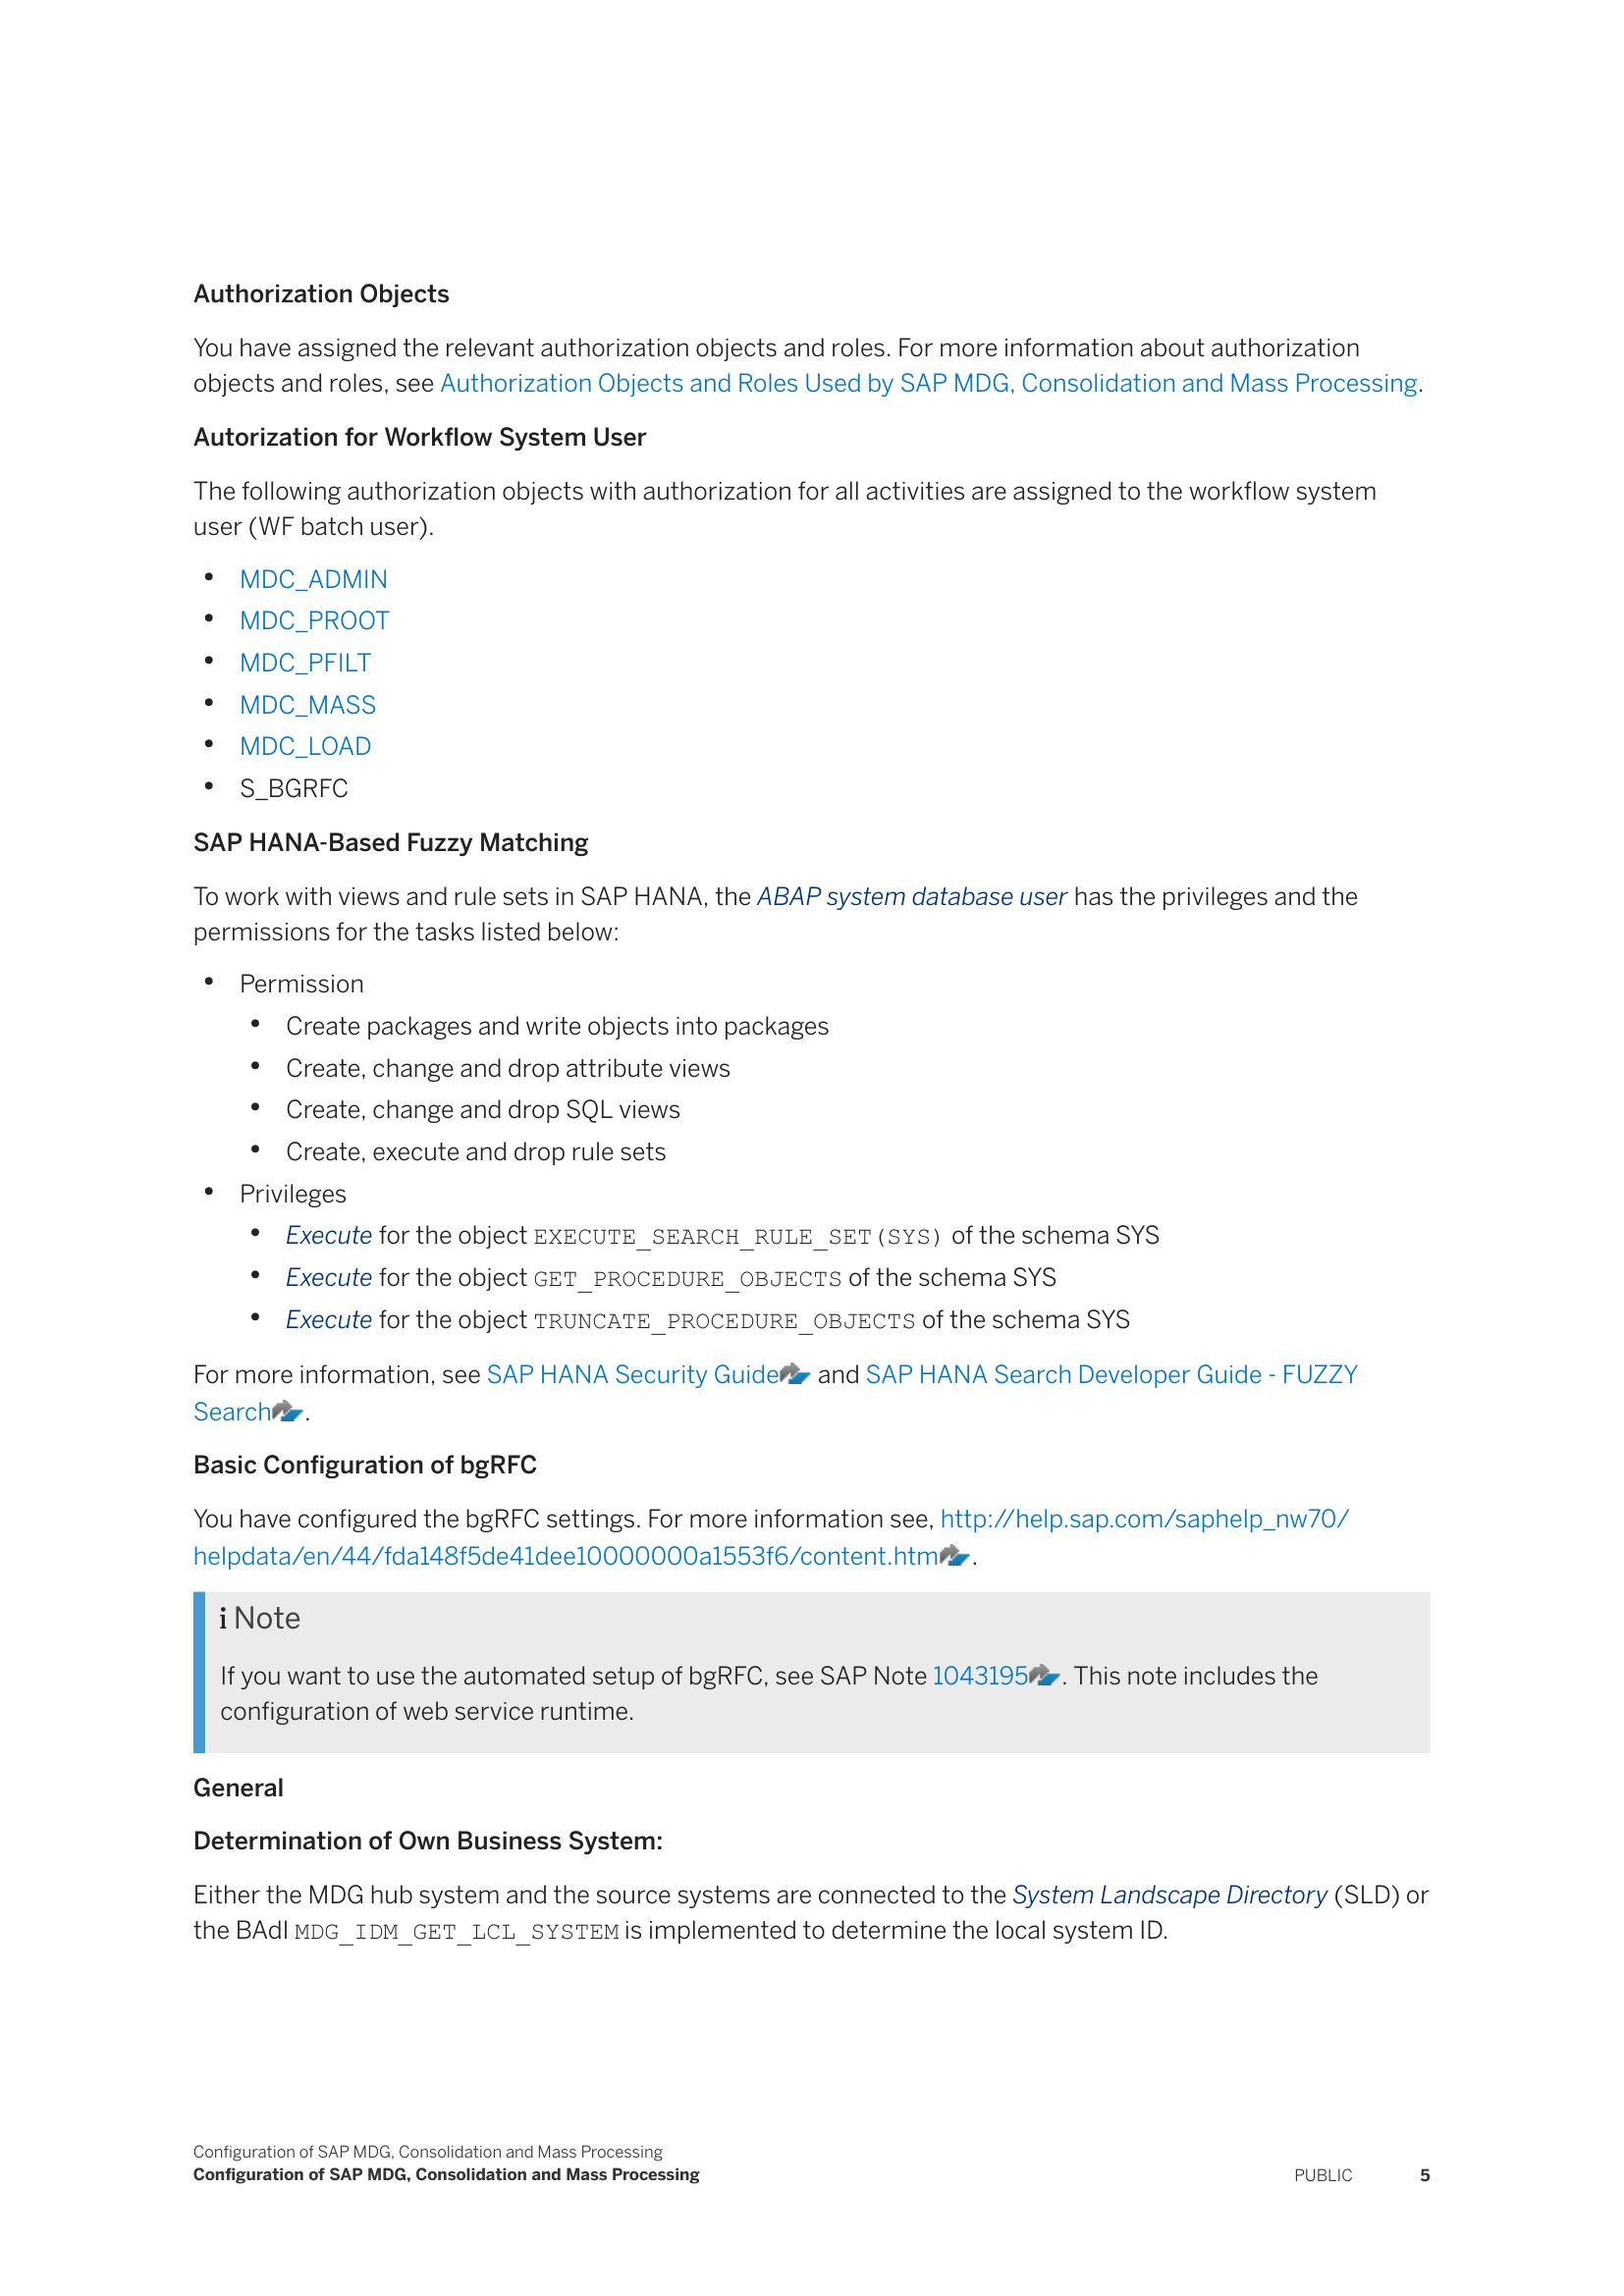 Authorization Objects
You have assigned the relevant authorization objects and roles. For more information about authorization
objects and roles, see Authorization Objects and Roles Used by SAP MDG, Consolidation and Mass Processing.
Autorization for Workflow System User
The following authorization objects with authorization for all activities are assigned to the workflow system
user (WF batch user).
• MDC_ADMIN
• MDC_PROOT
• MDC_PFILT
• MDC_MASS
• MDC_LOAD
• S_BGRFC
SAP HANA-Based Fuzzy Matching
To work with views and rule sets in SAP HANA, the ABAP system database user has the privileges and the
permissions for the tasks listed below:
• Permission
• Create packages and write objects into packages
• Create, change and drop attribute views
• Create, change and drop SQL views
• Create, execute and drop rule sets
• Privileges
• Execute for the object EXECUTE_SEARCH_RULE_SET(SYS) of the schema SYS
• Execute for the object GET_PROCEDURE_OBJECTS of the schema SYS
• Execute for the object TRUNCATE_PROCEDURE_OBJECTS of the schema SYS
For more information, see SAP HANA Security Guide and SAP HANA Search Developer Guide - FUZZY
Search.
Basic Configuration of bgRFC
You have configured the bgRFC settings. For more information see, http://help.sap.com/saphelp_nw70/
helpdata/en/44/fda148f5de41dee10000000a1553f6/content.htm.
i Note
If you want to use the automated setup of bgRFC, see SAP Note 1043195. This note includes the
configuration of web service runtime.
General
Determination of Own Business System:
Either the MDG hub system and the source systems are connected to the System Landscape Directory (SLD) or
the BAdI MDG_IDM_GET_LCL_SYSTEM is implemented to determine the local system ID.
Configuration of SAP MDG, Consolidation and Mass Processing
Configuration of SAP MDG, Consolidation and Mass Processing PUBLIC 5